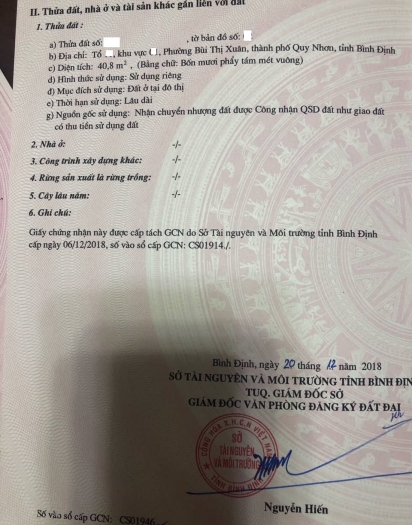 II. Thửa đất, nhà ở và tài sản khác gắn liền với đất
1. Thửa đất:
a) Thửa đất số: , tờ bản đồ số:
b) Địa chỉ: Tổ , khu vực , Phường Bùi Thị Xuân, thành phố Quy Nhơn, tỉnh Bình Định
c) Diện tích: 40,8 m², (Bằng chữ: Bốn mươi phẩy tám mét vuông)
d) Hình thức sử dụng: Sử dụng riêng
đ) Mục đích sử dụng: Đất ở tại đô thị
e) Thời hạn sử dụng: Lâu dài
g) Nguồn gốc sử dụng: Nhận chuyển nhượng đất được Công nhận QSD đất như giao đất
có thu tiền sử dụng đất
2. Nhà ở: -/-
3. Công trình xây dựng khác: -/-
4. Rừng sản xuất là rừng trồng: -/-
5. Cây lâu năm: -/-
6. Ghi chú:
Giấy chứng nhận này được cấp tách GCN do Sở Tài nguyên và Môi trường tỉnh Bình Định
cấp ngày 06/12/2018, số vào sổ cấp GCN: CS01914./.
Bình Định, ngày 20 tháng 12 năm 2018
SỞ TÀI NGUYÊN VÀ MÔI TRƯỜNG TỈNH BÌNH ĐỊN
TUQ. GIÁM ĐỐC SỞ
GIÁM ĐỐC VĂN PHÒNG ĐĂNG KÝ ĐẤT ĐAI
CỘNG HÒA X.H.C.N VIỆT NAM
SỞ
TÀI NGUYÊN
VÀ MÔI TRƯỜNG
TỈNH BÌNH ĐỊNH
Nguyễn Hiến
Số vào sổ cấp GCN: CS01946